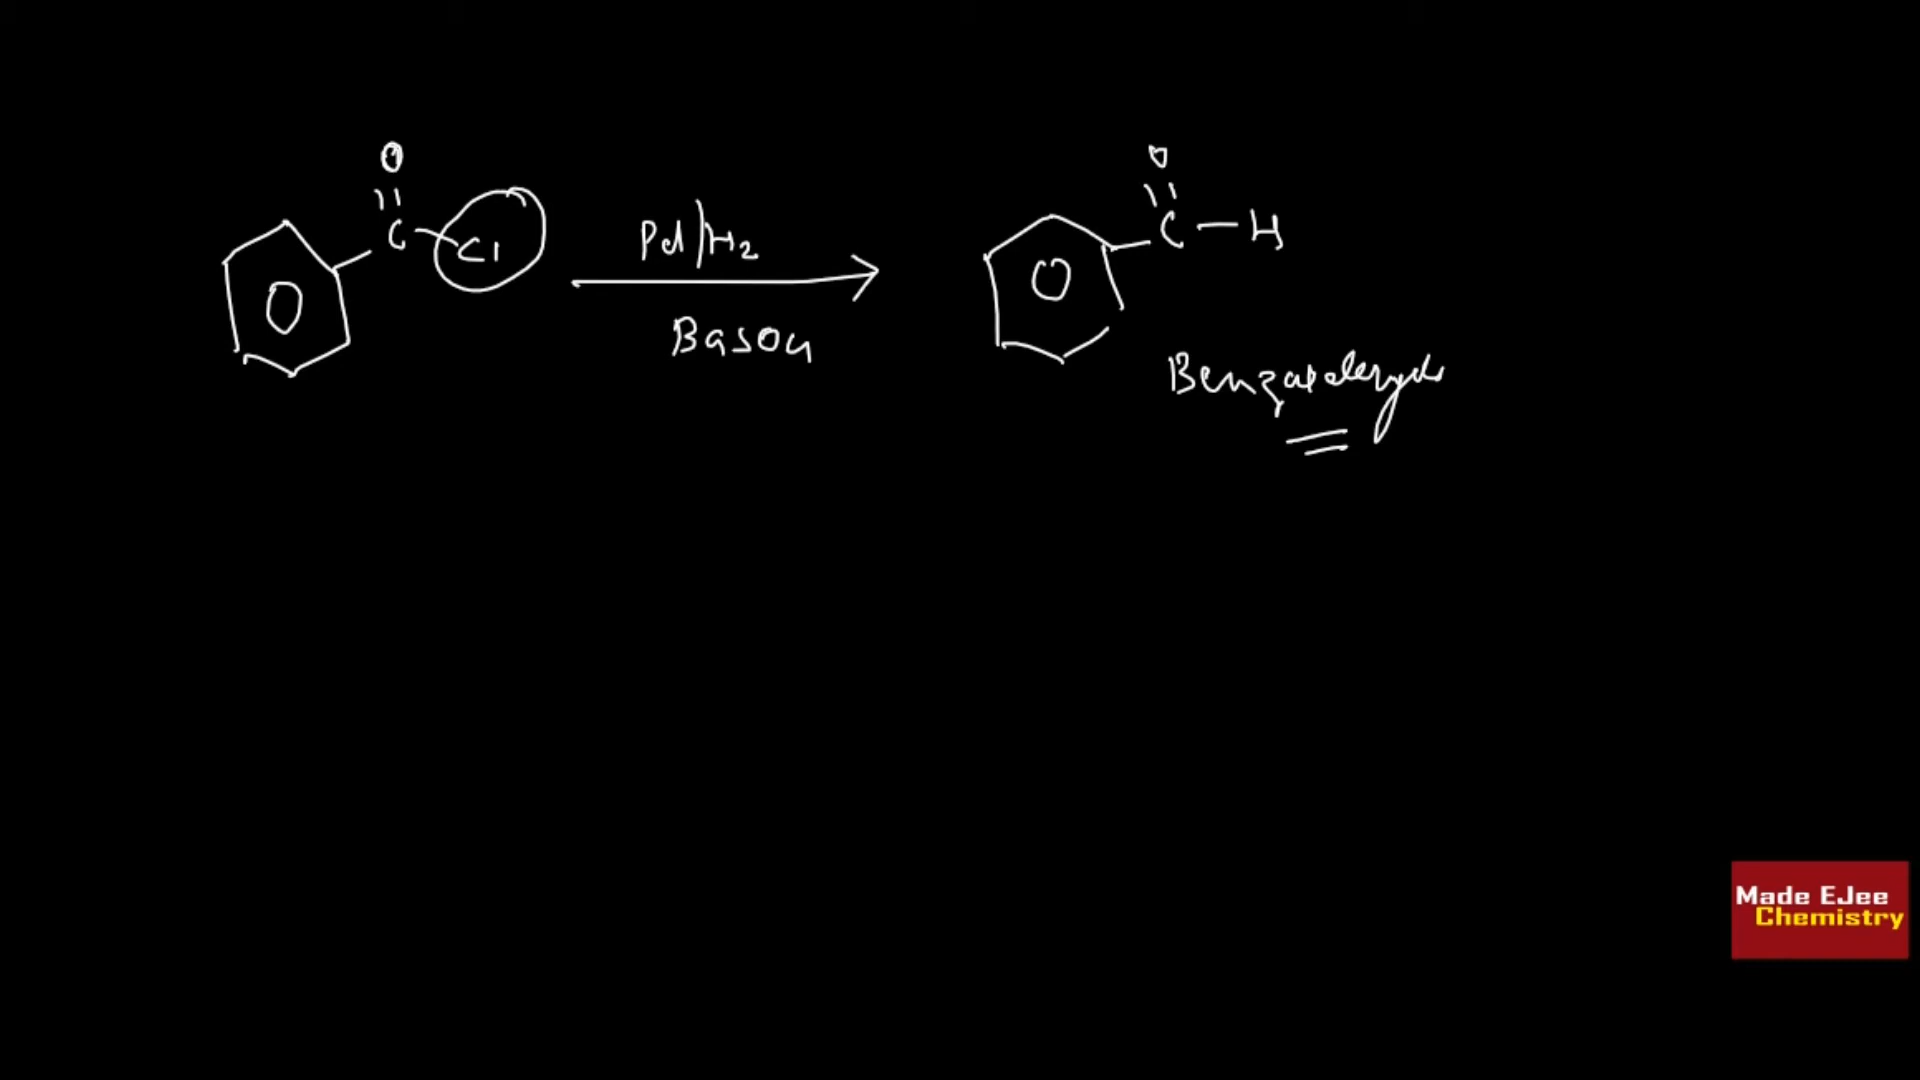 O
C
Cl
O
Pd/H2
BaSO4
O
C-H
O
Benzaldehyde
Made EJee
Chemistry